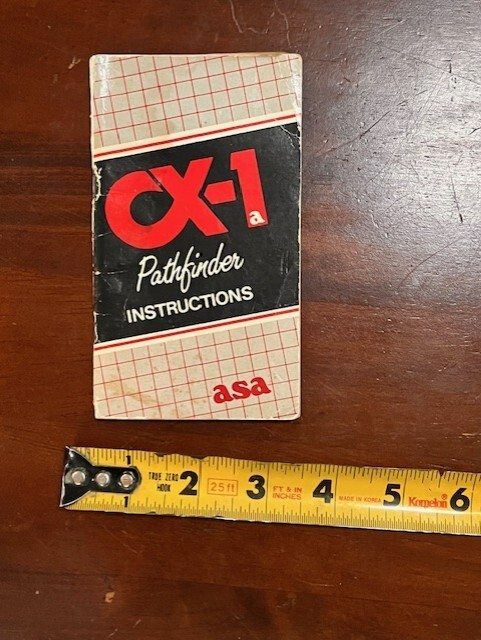 CX-1a
Pathfinder
INSTRUCTIONS
asa
1 TRUE ZERO HOOK 2 25ft 3 FT & IN INCHES 4 MADE IN KOREA 5 Komelon 6
1